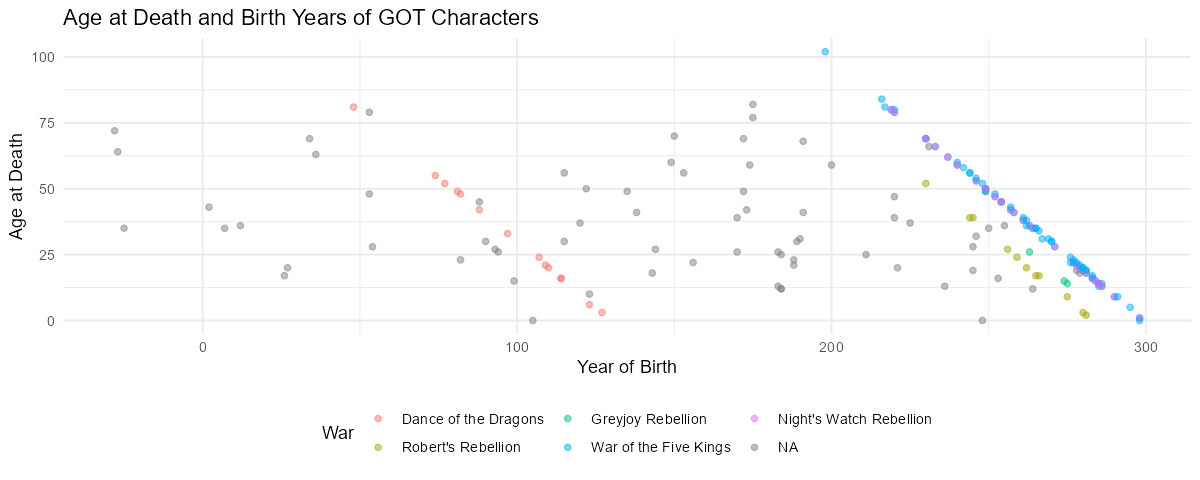 Age at Death and Birth Years of GOT Characters
Age at Death
100
75
50
25
0
0 100 200 300
Year of Birth
War
Dance of the Dragons Greyjoy Rebellion Night's Watch Rebellion
Robert's Rebellion War of the Five Kings NA